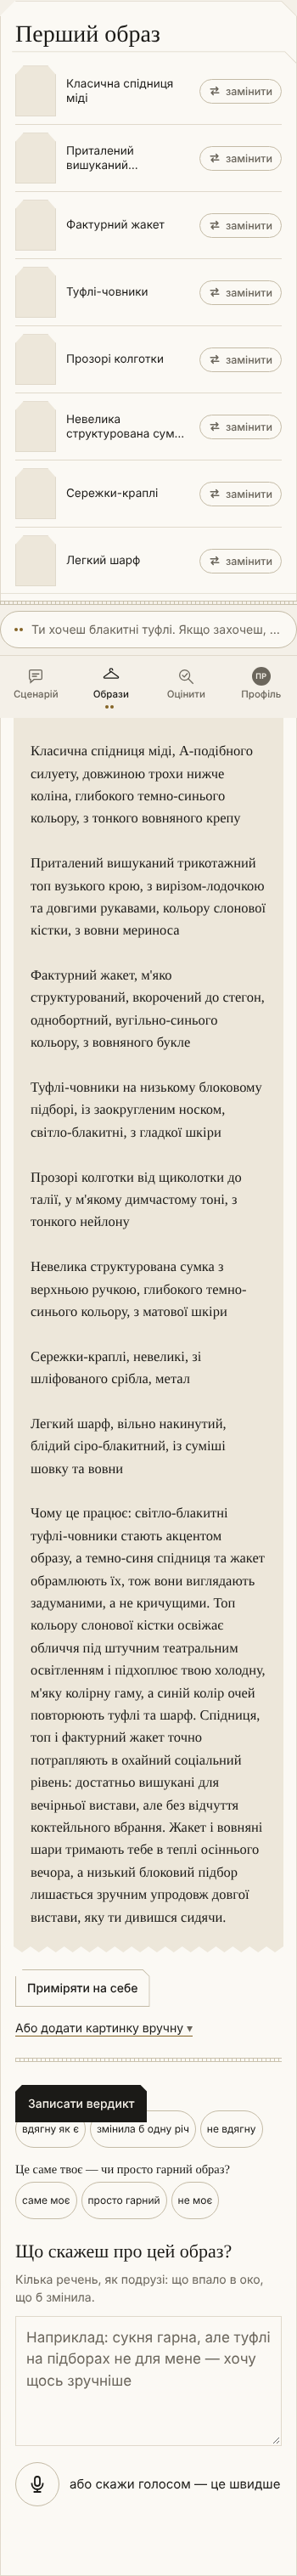 Перший образ
Класична спідниця
міді
замінити
Приталений
вишуканий...
замінити
Фактурний жакет
замінити
Туфлі-човники
замінити
Прозорі колготки
замінити
Невелика
структурована сум...
замінити
Сережки-краплі
замінити
Легкий шарф
замінити
Ти хочеш блакитні туфлі. Якщо захочеш, ...
Сценарій
Образи
Оцінити
ПР
Профіль
Класична спідниця міді, А-подібного
силуету, довжиною трохи нижче
коліна, глибокого темно-синього
кольору, з тонкого вовняного крепу
Приталений вишуканий трикотажний
топ вузького крою, з вирізом-лодочкою
та довгими рукавами, кольору слонової
кістки, з вовни мериноса
Фактурний жакет, м'яко
структурований, вкорочений до стегон,
однобортний, вугільно-синього
кольору, з вовняного букле
Туфлі-човники на низькому блоковому
підборі, із заокругленим носком,
світло-блакитні, з гладкої шкіри
Прозорі колготки від щиколотки до
талії, у м'якому димчастому тоні, з
тонкого нейлону
Невелика структурована сумка з
верхньою ручкою, глибокого темно-
синього кольору, з матової шкіри
Сережки-краплі, невеликі, зі
шліфованого срібла, метал
Легкий шарф, вільно накинутий,
блідий сіро-блакитний, із суміші
шовку та вовни
Чому це працює: світло-блакитні
туфлі-човники стають акцентом
образу, а темно-синя спідниця та жакет
обрамлюють їх, тож вони виглядають
задуманими, а не кричущими. Топ
кольору слонової кістки освіжає
обличчя під штучним театральним
освітленням і підхоплює твою холодну,
м'яку колірну гаму, а синій колір очей
повторюють туфлі та шарф. Спідниця,
топ і фактурний жакет точно
потрапляють в охайний соціальний
рівень: достатньо вишукані для
вечірньої вистави, але без відчуття
коктейльного вбрання. Жакет і вовняні
шари тримають тебе в теплі осіннього
вечора, а низький блоковий підбор
лишається зручним упродовж довгої
вистави, яку ти дивишся сидячи.
Приміряти на себе
Або додати картинку вручну ▾
Записати вердикт
вдягну як є
змінила б одну річ
не вдягну
Це саме твоє — чи просто гарний образ?
саме моє
просто гарний
не моє
Що скажеш про цей образ?
Кілька речень, як подрузі: що впало в око,
що б змінила.
Наприклад: сукня гарна, але туфлі
на підборах не для мене — хочу
щось зручніше
або скажи голосом — це швидше